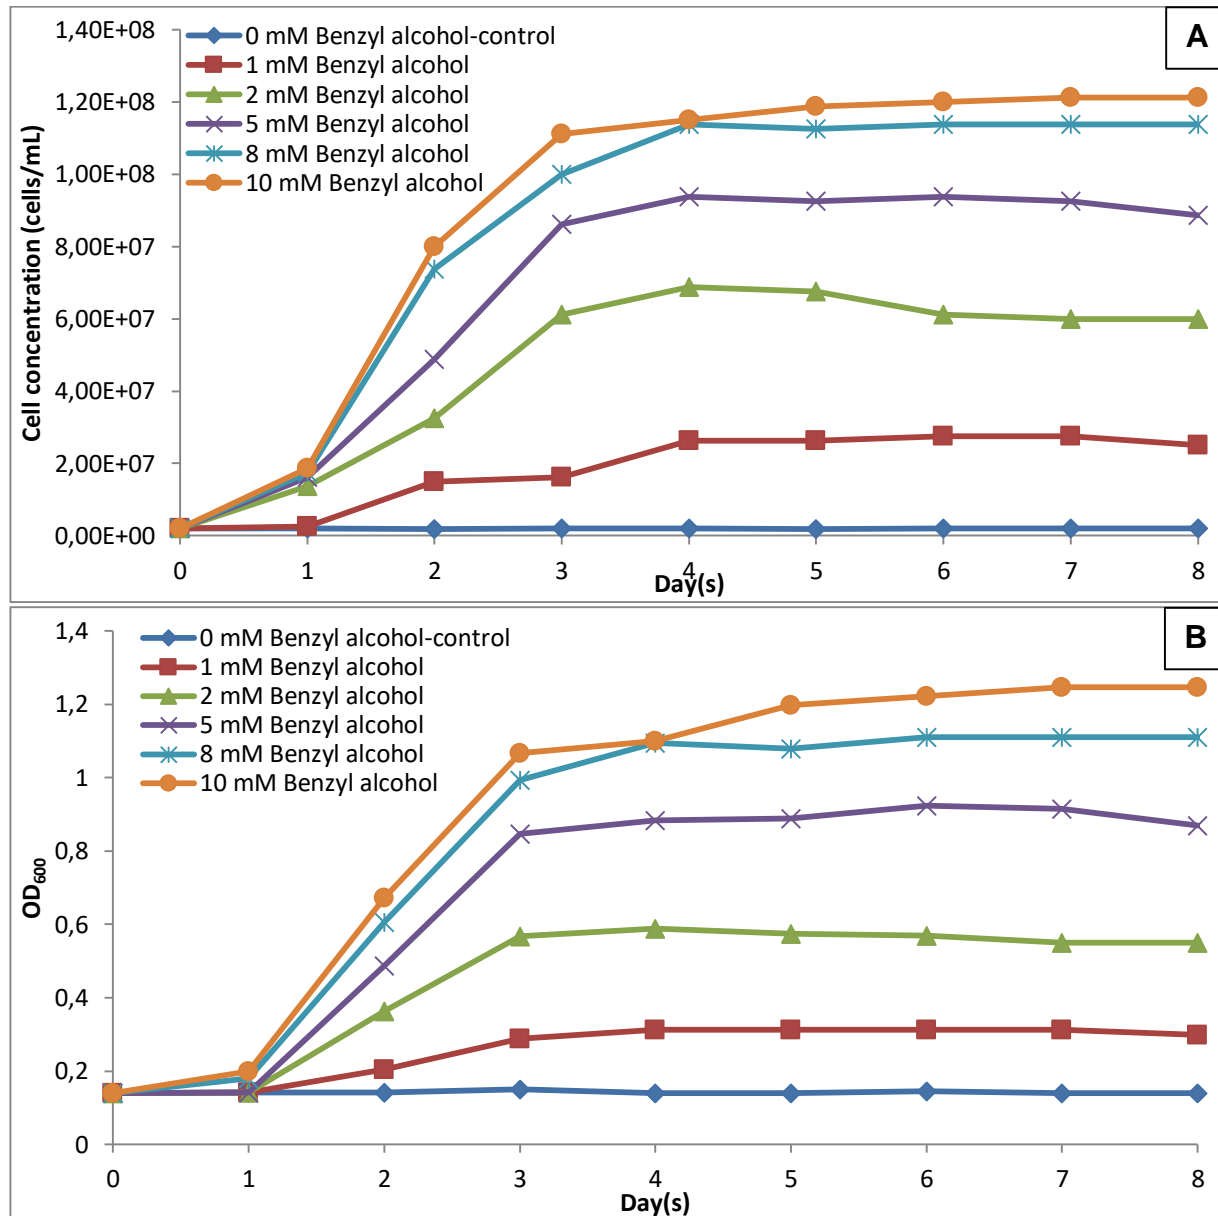 A
1,40E+08
1,20E+08
1,00E+08
8,00E+07
6,00E+07
4,00E+07
2,00E+07
0,00E+00
Cell concentration (cells/mL)
0 mM Benzyl alcohol-control
1 mM Benzyl alcohol
2 mM Benzyl alcohol
5 mM Benzyl alcohol
8 mM Benzyl alcohol
10 mM Benzyl alcohol
0 1 2 3 4 5 6 7 8
Day(s)
B
1,4
1,2
1
0,8
0,6
0,4
0,2
0
OD600
0 mM Benzyl alcohol-control
1 mM Benzyl alcohol
2 mM Benzyl alcohol
5 mM Benzyl alcohol
8 mM Benzyl alcohol
10 mM Benzyl alcohol
0 1 2 3 4 5 6 7 8
Day(s)